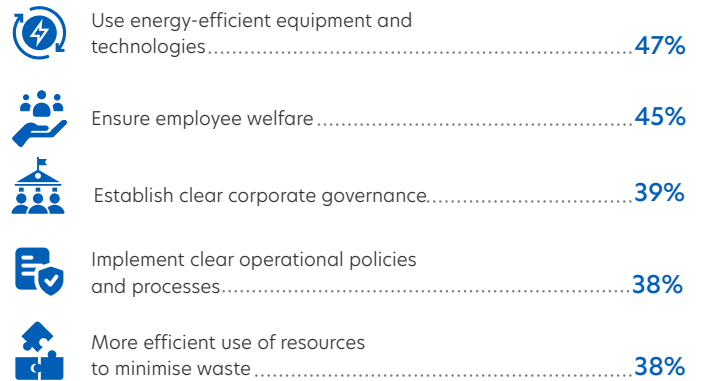 Use energy-efficient equipment and
technologies 47%
Ensure employee welfare 45%
Establish clear corporate governance 39%
Implement clear operational policies
and processes 38%
More efficient use of resources
to minimise waste 38%